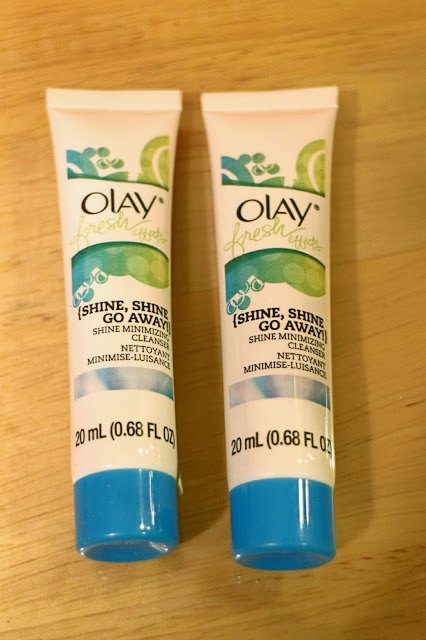 OLAY®
fresh effects
{SHINE, SHINE
GO AWAY!}
SHINE MINIMIZING
CLEANSER
NETTOYANT
MINIMISE-LUISANCE
20 mL (0.68 FL OZ)
OLAY®
fresh effects
{SHINE, SHINE
GO AWAY!}
SHINE MINIMIZING
CLEANSER
NETTOYANT
MINIMISE-LUISANCE
20 mL (0.68 FL OZ